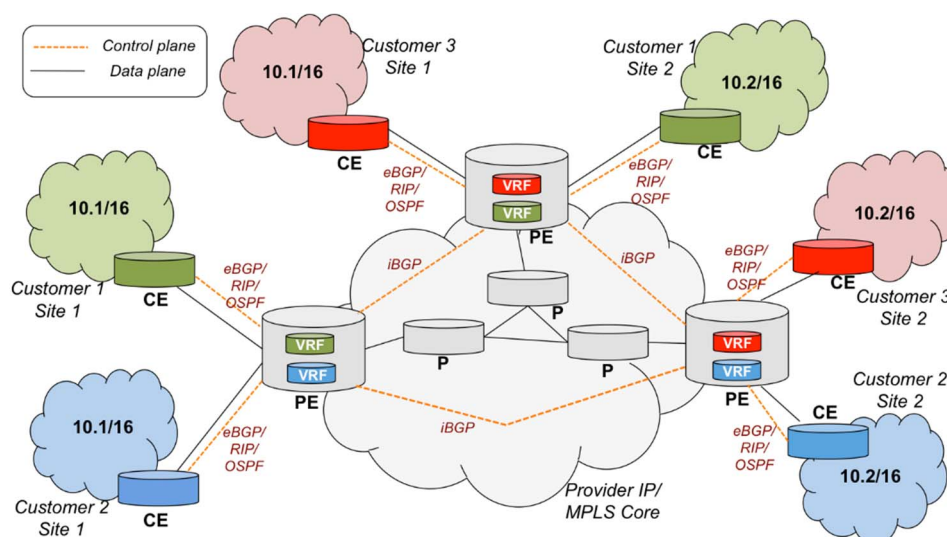 Control plane
Data plane
Customer 3
Site 1
10.1/16
CE
eBGP/
RIP/
OSPF
Customer 1
Site 2
10.2/16
CE
eBGP/
RIP/
OSPF
VRF
VRF
PE
10.1/16
Customer 1
Site 1
CE
eBGP/
RIP/
OSPF
iBGP
iBGP
10.2/16
CE
Customer 3
Site 2
eBGP/
RIP/
OSPF
P
P
P
VRF
VRF
PE
VRF
VRF
PE
10.1/16
Customer 2
Site 1
CE
eBGP/
RIP/
OSPF
iBGP
Customer 2
Site 2
CE
10.2/16
eBGP/
RIP/
OSPF
Provider IP/
MPLS Core